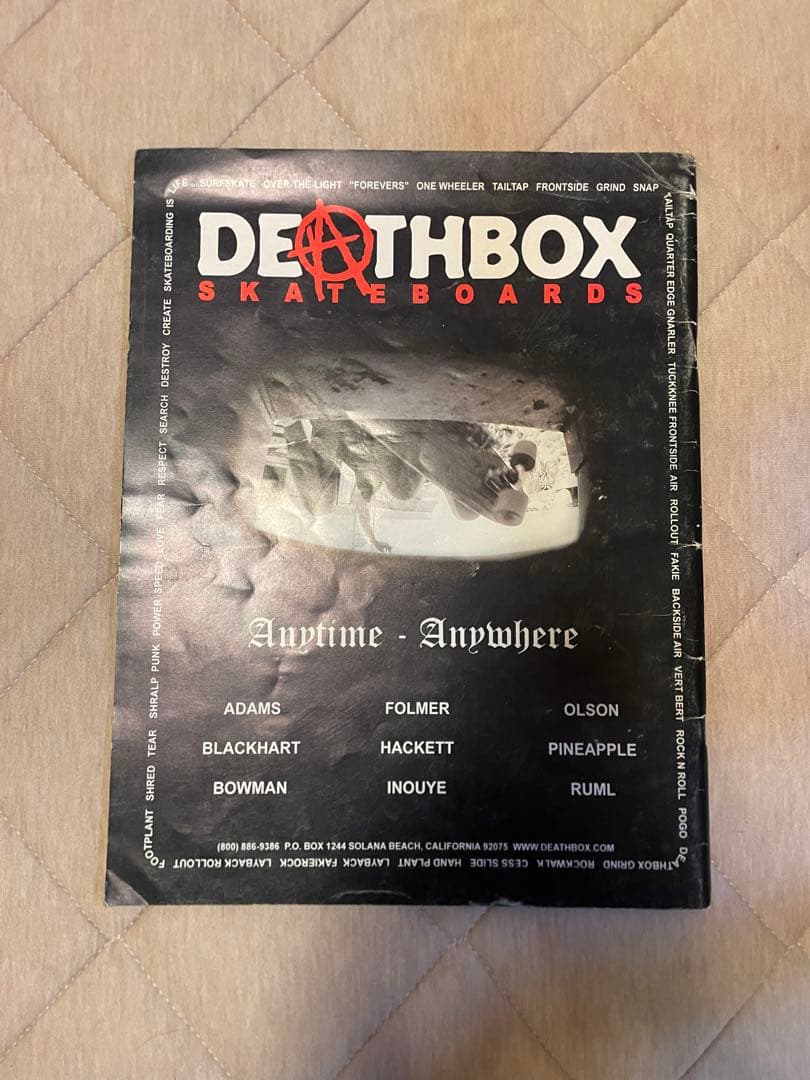 LIFE... SURFSKATE OVER-THE-LIGHT "FOREVERS" ONE WHEELER TAILTAP FRONTSIDE GRIND SNAP
TAILTAP QUARTER EDGE GNARLER TUCKKNEE FRONTSIDE AIR ROLLOUT FAKIE BACKSIDE AIR VERT BERT ROCK N ROLL POGO DEATHBOX GRIND ROCKWALK CESS SLIDE HAND PLANT LAYBACK FAKIEROCK LAYBACK ROLLOUT
FOOTPLANT SHRED TEAR SHRALP PUNK POWER SPEED LOVE FEAR RESPECT SEARCH DESTROY CREATE SKATEBOARDING IS
DEATHBOX
SKATEBOARDS
Anytime - Anywhere
ADAMS FOLMER OLSON
BLACKHART HACKETT PINEAPPLE
BOWMAN INOUYE RUML
(800) 886-9386 P.O. BOX 1244 SOLANA BEACH, CALIFORNIA 92075 WWW.DEATHBOX.COM